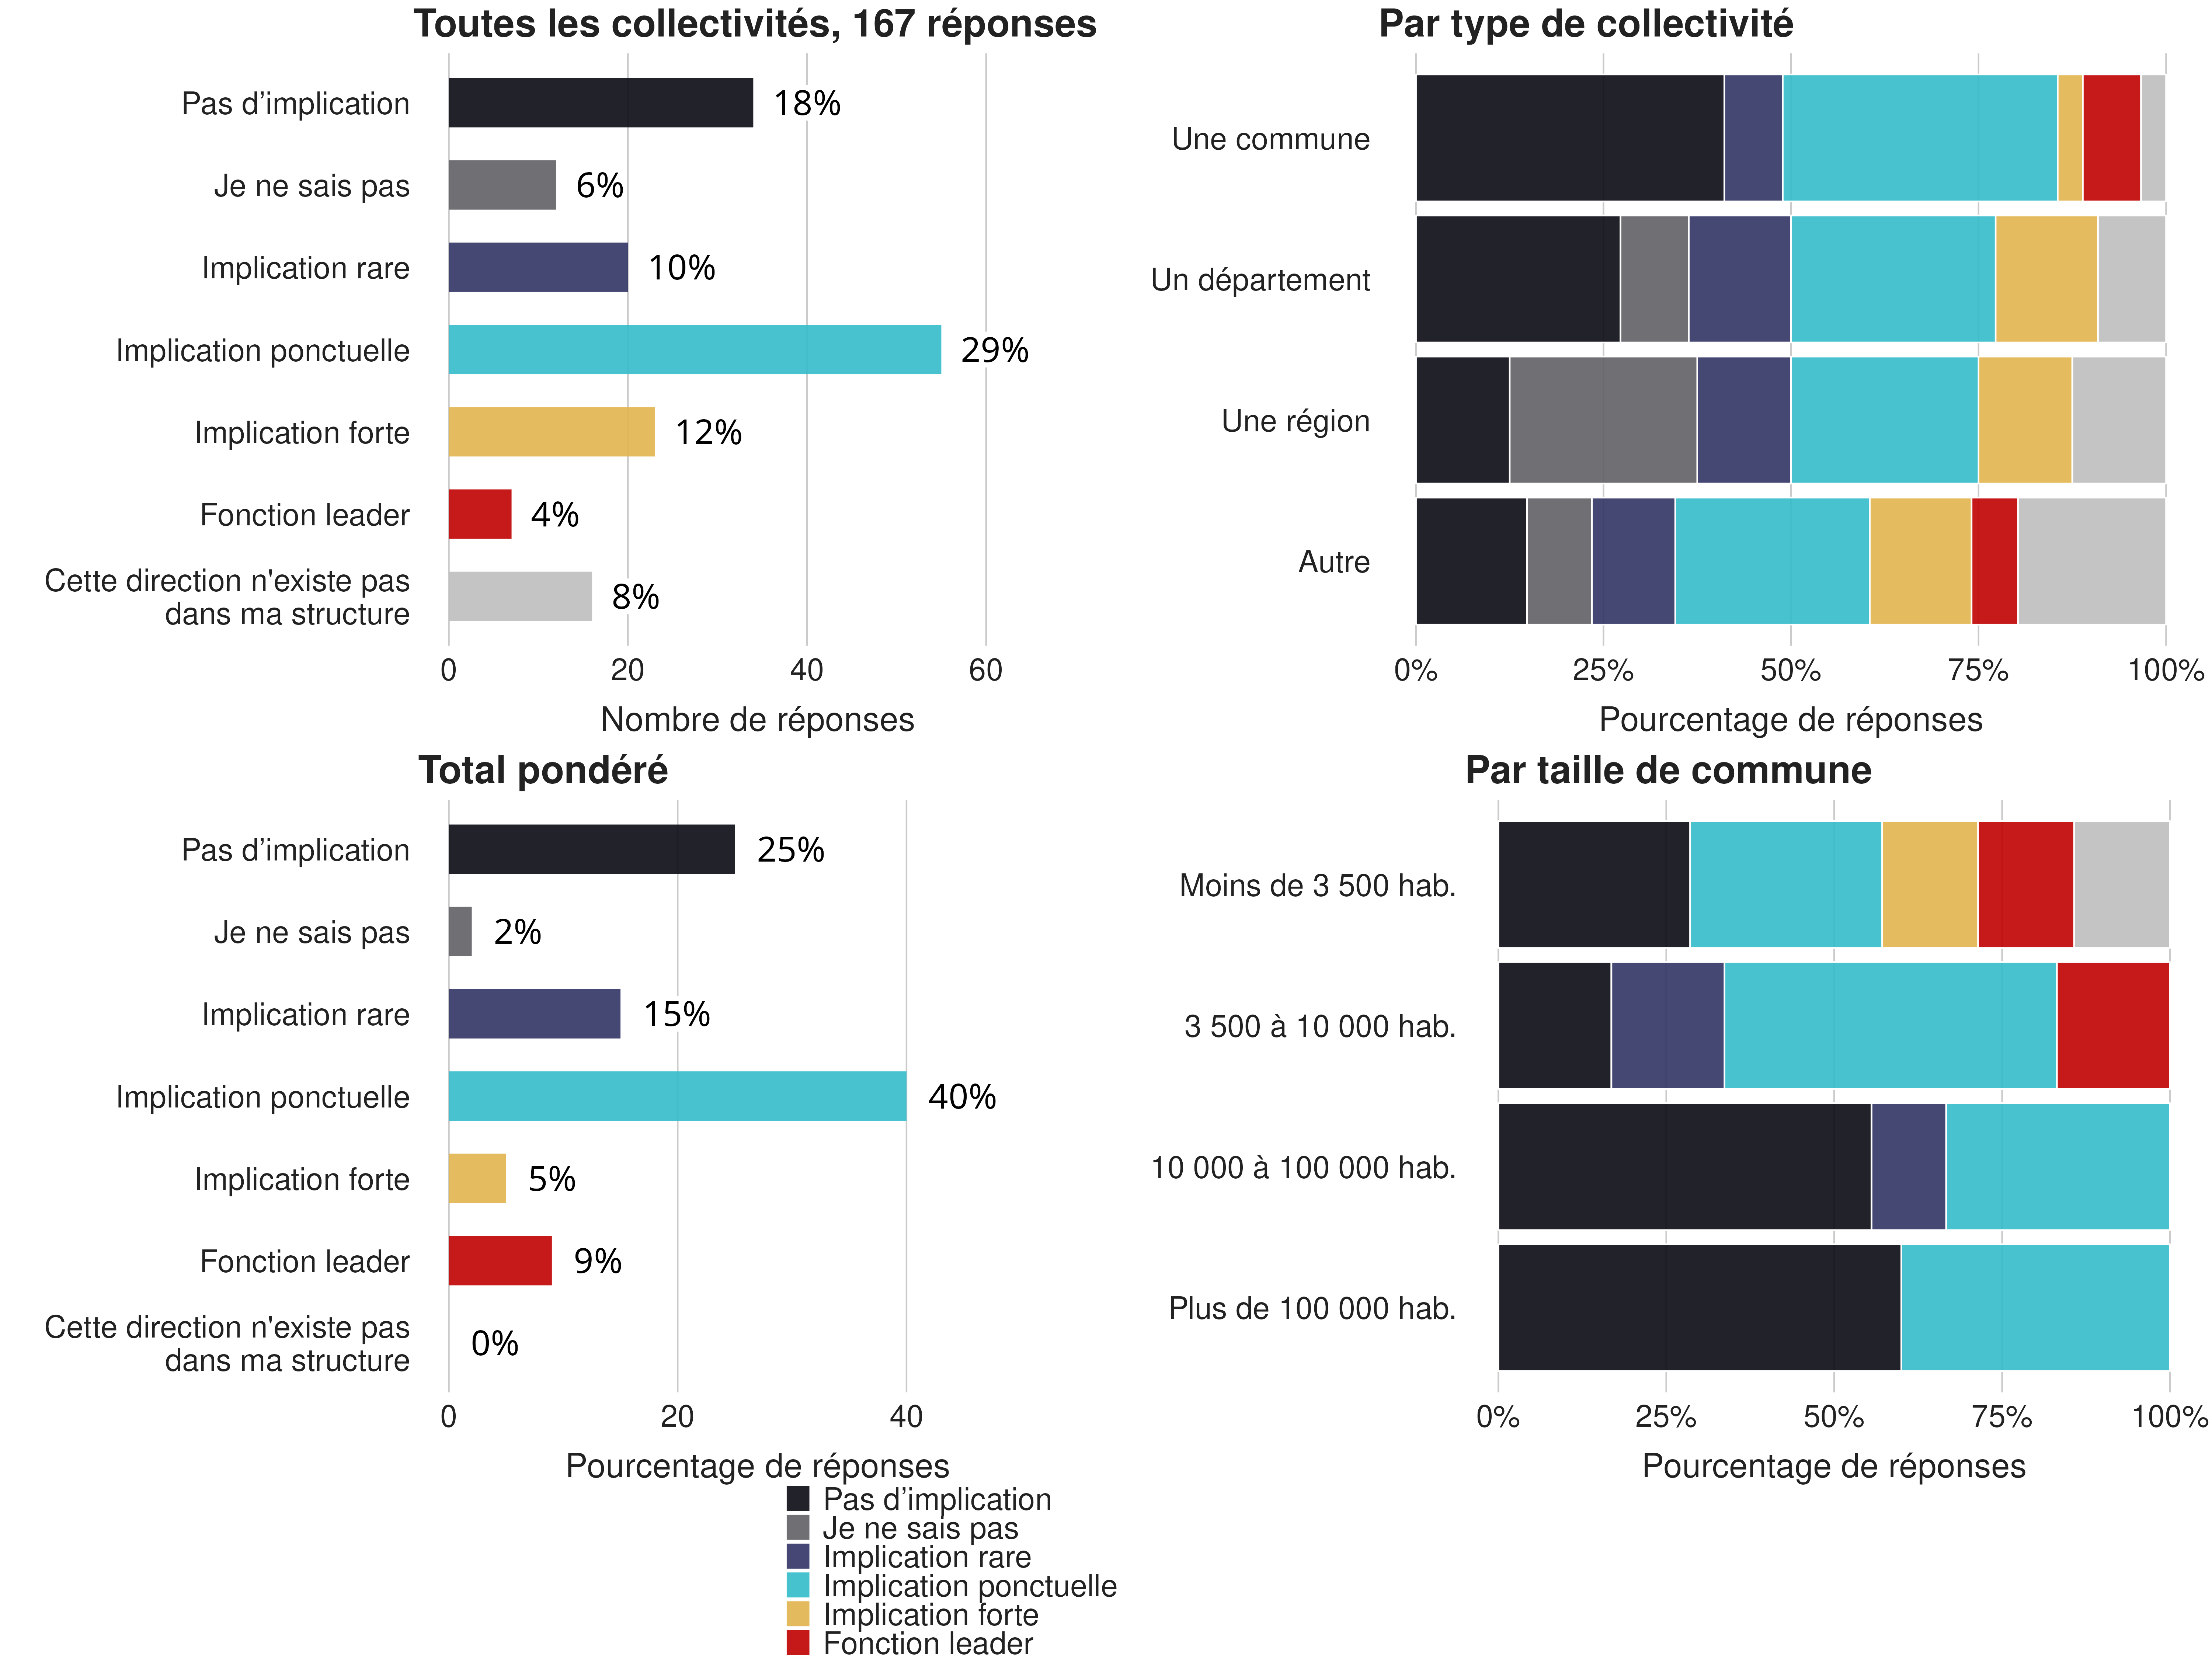 Toutes les collectivités, 167 réponses
Pas d’implication
18%
Je ne sais pas
6%
Implication rare
10%
Implication ponctuelle
29%
Implication forte
12%
Fonction leader
4%
Cette direction n'existe pas
dans ma structure
8%
0 20 40 60
Nombre de réponses
Par type de collectivité
Une commune
Un département
Une région
Autre
0% 25% 50% 75% 100%
Pourcentage de réponses
Total pondéré
Pas d’implication
25%
Je ne sais pas
2%
Implication rare
15%
Implication ponctuelle
40%
Implication forte
5%
Fonction leader
9%
Cette direction n'existe pas
dans ma structure
0%
0 20 40
Pourcentage de réponses
Par taille de commune
Moins de 3 500 hab.
3 500 à 10 000 hab.
10 000 à 100 000 hab.
Plus de 100 000 hab.
0% 25% 50% 75% 100%
Pourcentage de réponses
Pas d’implication
Je ne sais pas
Implication rare
Implication ponctuelle
Implication forte
Fonction leader